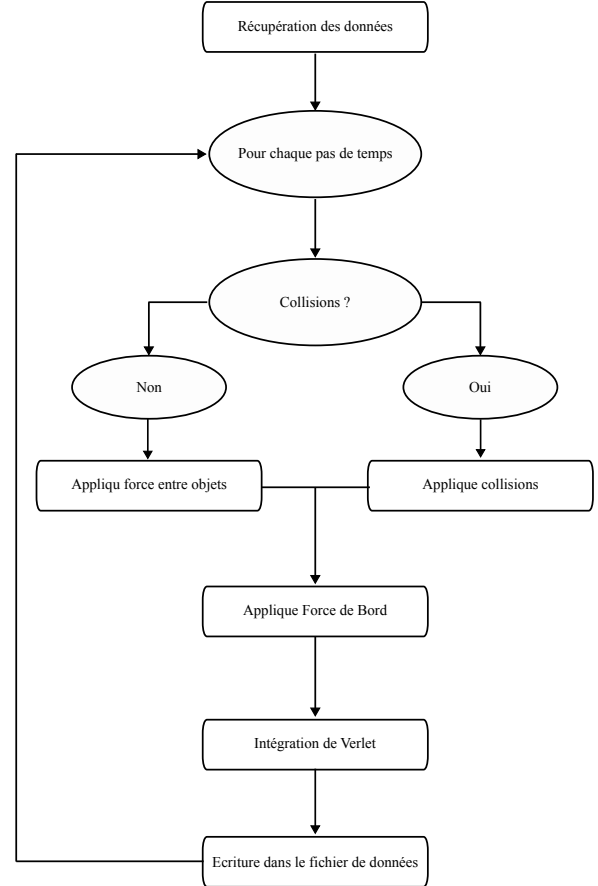 Récupération des données
Pour chaque pas de temps
Collisions ?
Non
Oui
Appliqu force entre objets
Applique collisions
Applique Force de Bord
Intégration de Verlet
Ecriture dans le fichier de données